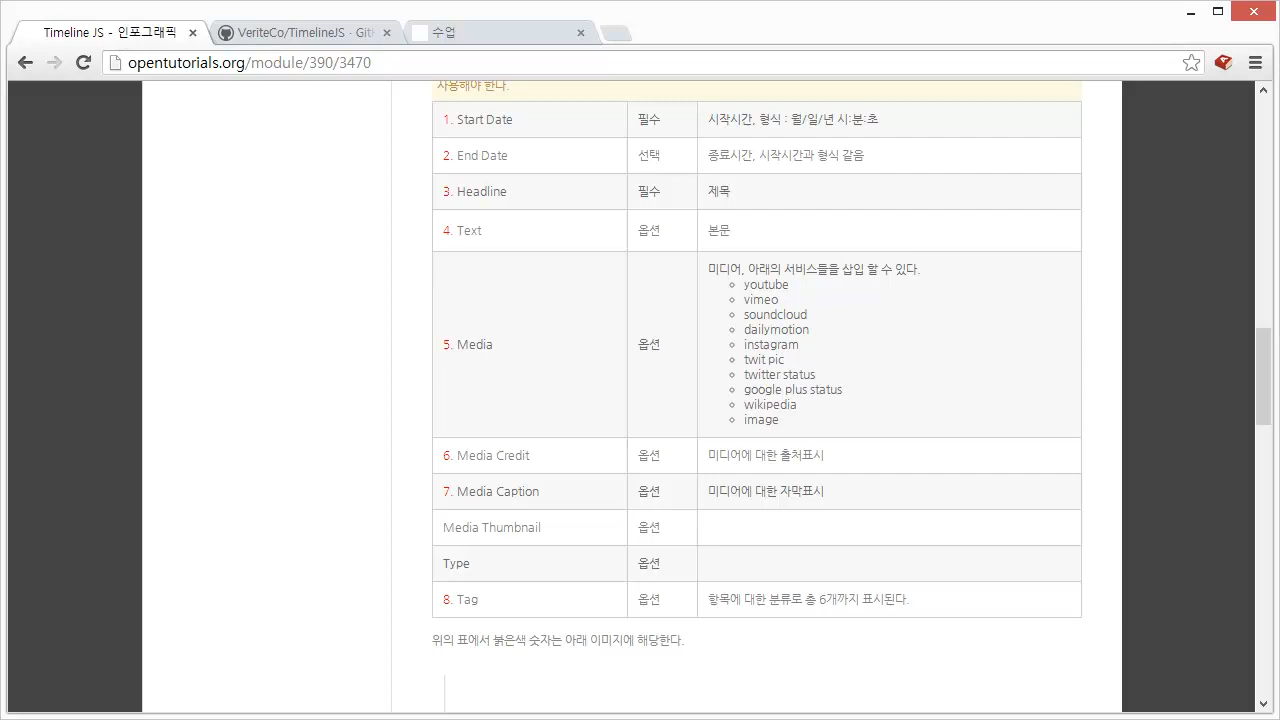 Timeline JS - 인포그래픽
VeriteCo/TimelineJS · Gith
수업
opentutorials.org/module/390/3470
사용해야 한다.
1. Start Date 필수 시작시간, 형식 : 월/일/년 시:분:초
2. End Date 선택 종료시간, 시작시간과 형식 같음
3. Headline 필수 제목
4. Text 옵션 본문
미디어, 아래의 서비스들을 삽입 할 수 있다.
youtube
vimeo
soundcloud
dailymotion
instagram
5. Media 옵션
twit pic
twitter status
google plus status
wikipedia
image
6. Media Credit 옵션 미디어에 대한 출처표시
7. Media Caption 옵션 미디어에 대한 자막표시
Media Thumbnail 옵션
Type 옵션
8. Tag 옵션 항목에 대한 분류로 총 6개까지 표시된다.
위의 표에서 붉은색 숫자는 아래 이미지에 해당한다.